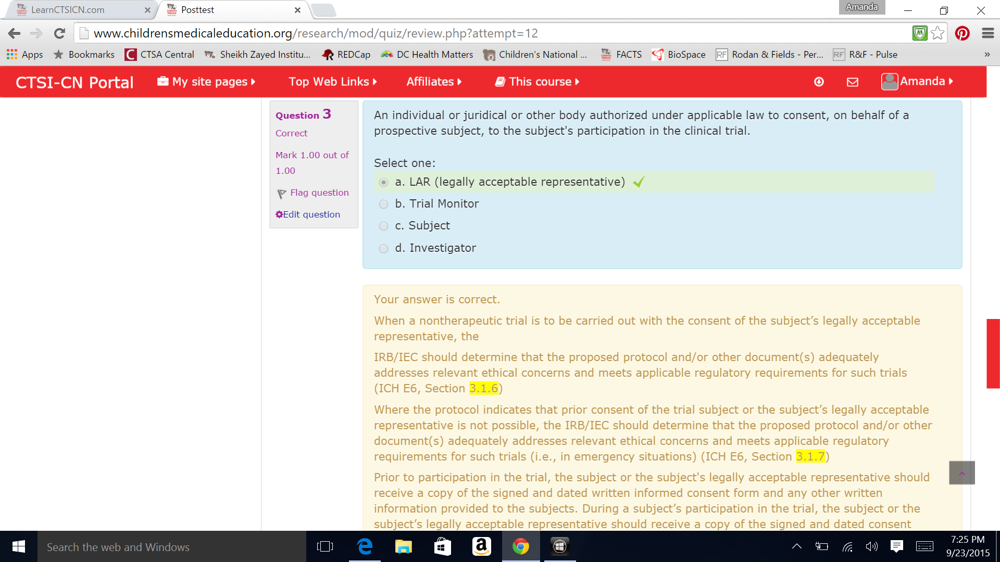 LearnCTSICN.com
Posttest
Amanda
www.childrensmedicaleducation.org/research/mod/quiz/review.php?attempt=12
Apps Bookmarks CTSA Central Sheikh Zayed Institu... REDCap DC Health Matters Children's National ... FACTS BioSpace RF Rodan & Fields - Per... RF R&F - Pulse »
CTSI-CN Portal My site pages Top Web Links Affiliates This course Amanda
Question 3
Correct
Mark 1.00 out of
1.00
Flag question
Edit question
An individual or juridical or other body authorized under applicable law to consent, on behalf of a
prospective subject, to the subject's participation in the clinical trial.
Select one:
a. LAR (legally acceptable representative)
b. Trial Monitor
c. Subject
d. Investigator
Your answer is correct.
When a nontherapeutic trial is to be carried out with the consent of the subject’s legally acceptable
representative, the
IRB/IEC should determine that the proposed protocol and/or other document(s) adequately
addresses relevant ethical concerns and meets applicable regulatory requirements for such trials
(ICH E6, Section 3.1.6)
Where the protocol indicates that prior consent of the trial subject or the subject’s legally acceptable
representative is not possible, the IRB/IEC should determine that the proposed protocol and/or other
document(s) adequately addresses relevant ethical concerns and meets applicable regulatory
requirements for such trials (i.e., in emergency situations) (ICH E6, Section 3.1.7)
Prior to participation in the trial, the subject or the subject's legally acceptable representative should
receive a copy of the signed and dated written informed consent form and any other written
information provided to the subjects. During a subject’s participation in the trial, the subject or the
subject’s legally acceptable representative should receive a copy of the signed and dated consent
Search the web and Windows
7:25 PM
9/23/2015